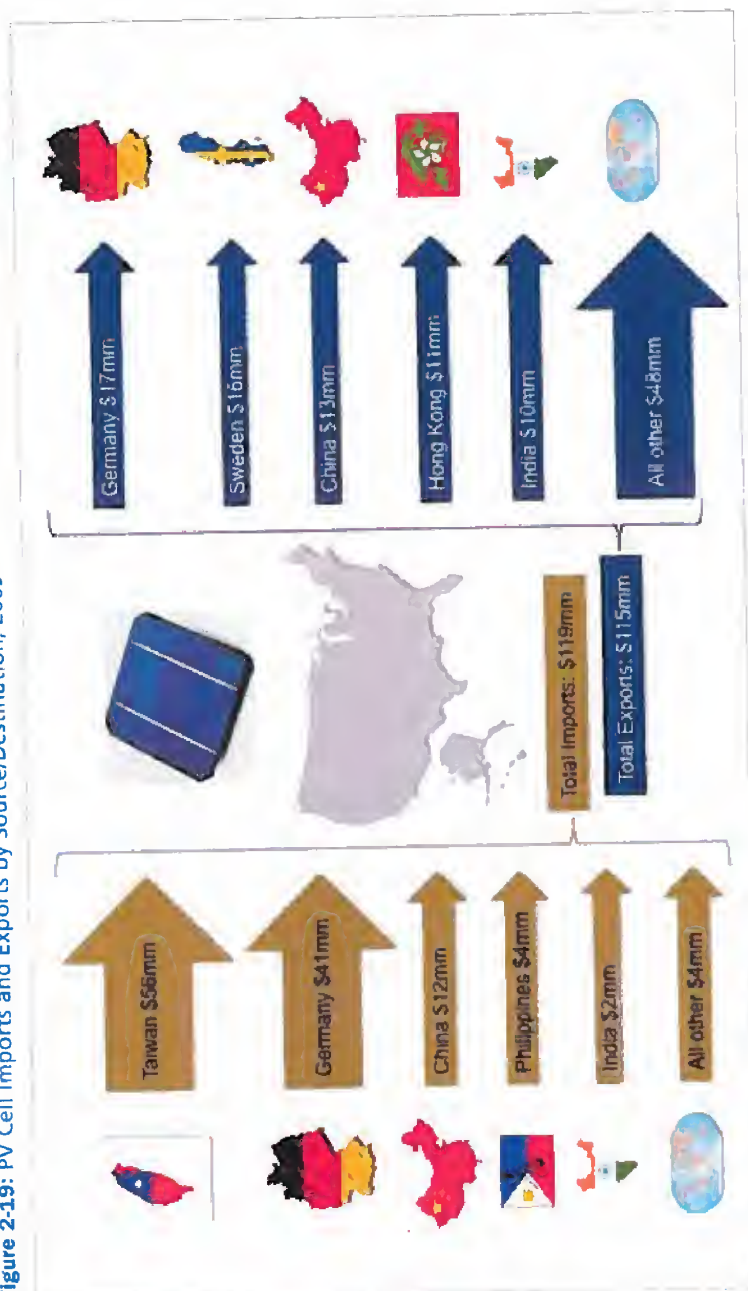 igure 2-19: PV Cell Imports and Exports by Source/Destination, 2009
Taiwan $56mm
Germany $41mm
China $12mm
Philippines $4mm
India $2mm
All other $4mm
Total Imports: $119mm
Total Exports: $115mm
Germany $17mm
Sweden $16mm
China $13mm
Hong Kong $11mm
India $10mm
All other $48mm